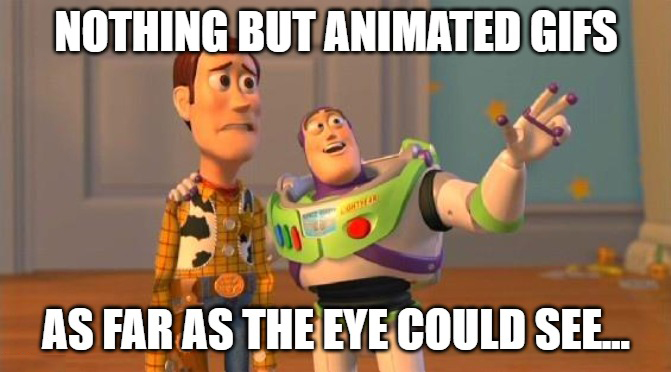 NOTHING BUT ANIMATED GIFS
LIGHTYEAR
AS FAR AS THE EYE COULD SEE...